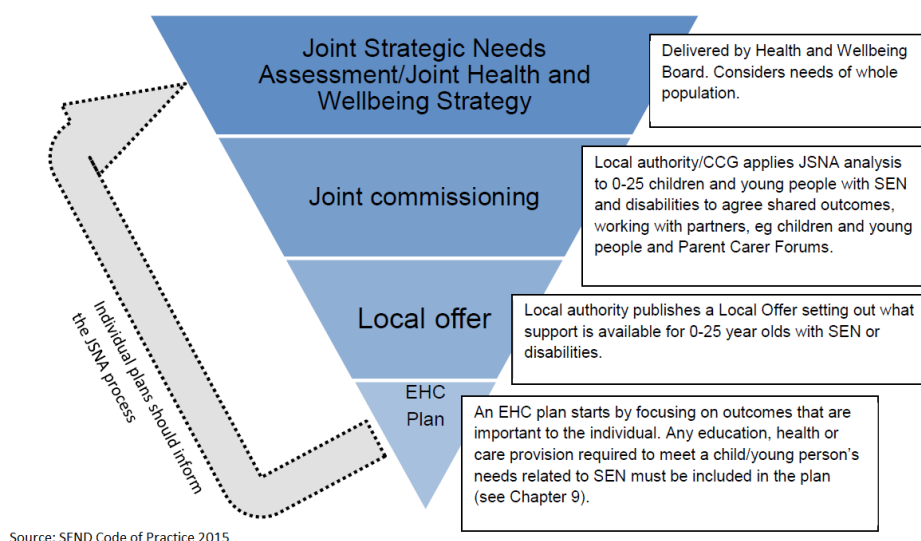 Joint Strategic Needs
Assessment/Joint Health and
Wellbeing Strategy
Delivered by Health and Wellbeing
Board. Considers needs of whole
population.
Joint commissioning
Local authority/CCG applies JSNA analysis
to 0-25 children and young people with SEN
and disabilities to agree shared outcomes,
working with partners, eg children and young
people and Parent Carer Forums.
Local offer
Local authority publishes a Local Offer setting out what
support is available for 0-25 year olds with SEN or
disabilities.
EHC
Plan
An EHC plan starts by focusing on outcomes that are
important to the individual. Any education, health or
care provision required to meet a child/young person's
needs related to SEN must be included in the plan
(see Chapter 9).
Individual plans should inform
the JSNA process
Source: SEND Code of Practice 2015